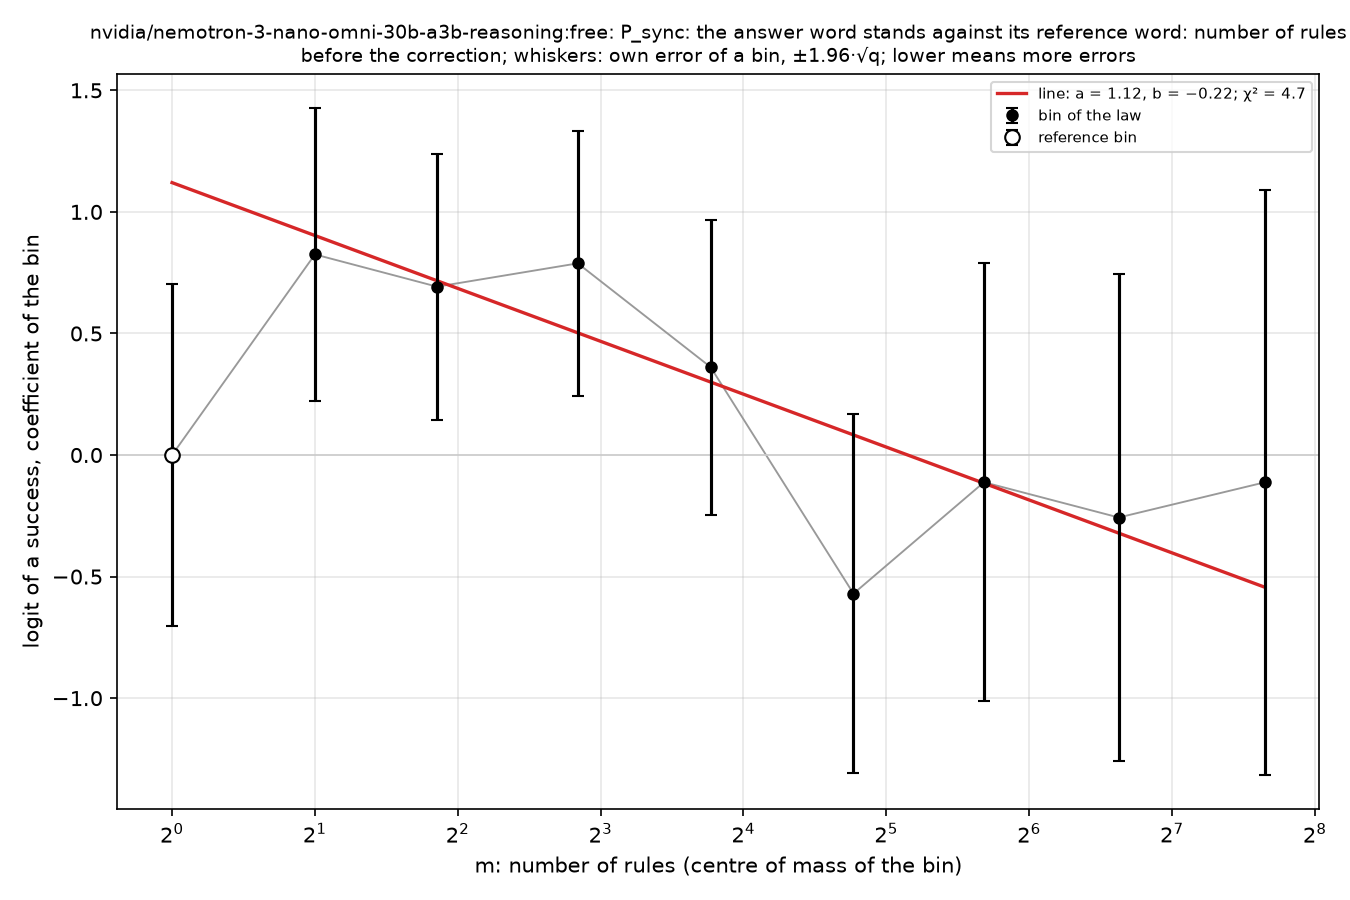 nvidia/nemotron-3-nano-omni-30b-a3b-reasoning:free: P_sync: the answer word stands against its reference word: number of rules
before the correction; whiskers: own error of a bin, ±1.96·√q; lower means more errors
line: a = 1.12, b = −0.22; χ² = 4.7
bin of the law
reference bin
logit of a success, coefficient of the bin
1.5
1.0
0.5
0.0
−0.5
−1.0
2⁰ 2¹ 2² 2³ 2⁴ 2⁵ 2⁶ 2⁷ 2⁸
m: number of rules (centre of mass of the bin)